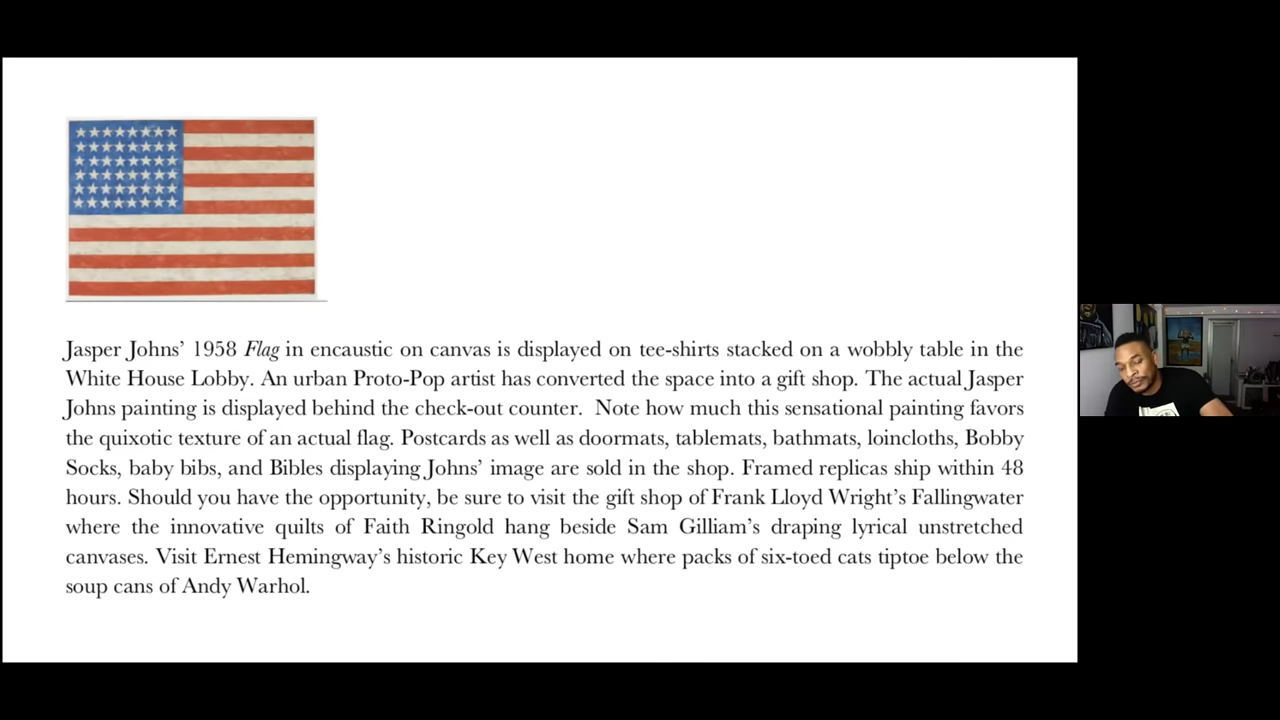 Jasper Johns’ 1958 Flag in encaustic on canvas is displayed on tee-shirts stacked on a wobbly table in the
White House Lobby. An urban Proto-Pop artist has converted the space into a gift shop. The actual Jasper
Johns painting is displayed behind the check-out counter.  Note how much this sensational painting favors
the quixotic texture of an actual flag. Postcards as well as doormats, tablemats, bathmats, loincloths, Bobby
Socks, baby bibs, and Bibles displaying Johns’ image are sold in the shop. Framed replicas ship within 48
hours. Should you have the opportunity, be sure to visit the gift shop of Frank Lloyd Wright’s Fallingwater
where the innovative quilts of Faith Ringold hang beside Sam Gilliam’s draping lyrical unstretched
canvases. Visit Ernest Hemingway’s historic Key West home where packs of six-toed cats tiptoe below the
soup cans of Andy Warhol.